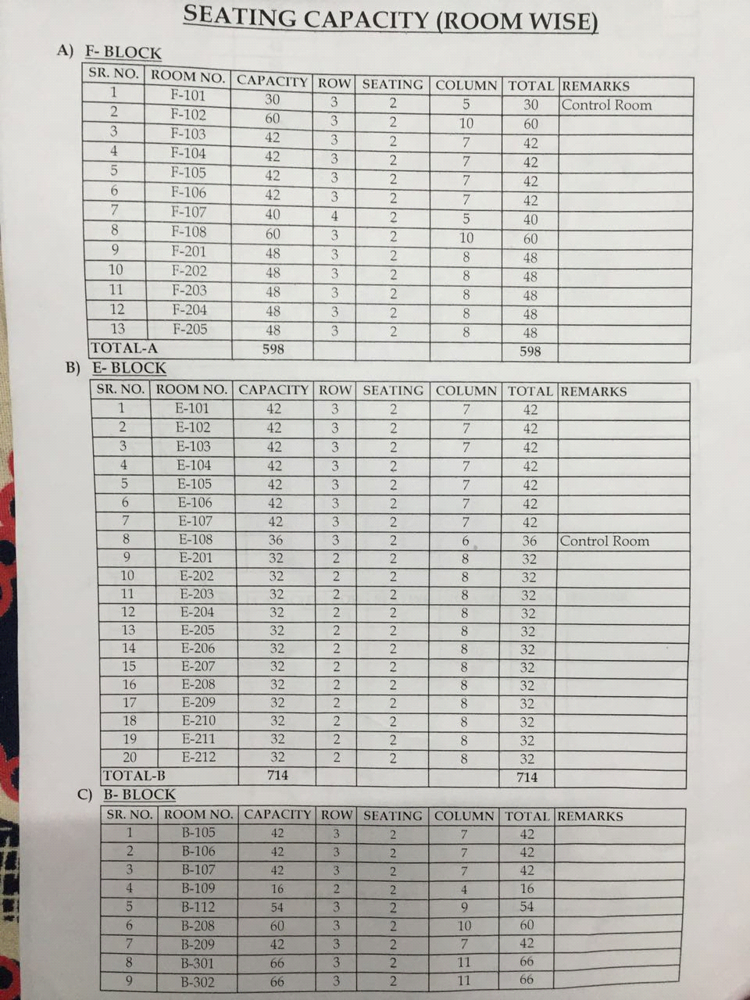 SEATING CAPACITY (ROOM WISE)
A) F- BLOCK
SR. NO. ROOM NO. CAPACITY ROW SEATING COLUMN TOTAL REMARKS
1 F-101 30 3 2 5 30 Control Room
2 F-102 60 3 2 10 60
3 F-103 42 3 2 7 42
4 F-104 42 3 2 7 42
5 F-105 42 3 2 7 42
6 F-106 42 3 2 7 42
7 F-107 40 4 2 5 40
8 F-108 60 3 2 10 60
9 F-201 48 3 2 8 48
10 F-202 48 3 2 8 48
11 F-203 48 3 2 8 48
12 F-204 48 3 2 8 48
13 F-205 48 3 2 8 48
TOTAL-A 598 598
B) E- BLOCK
SR. NO. ROOM NO. CAPACITY ROW SEATING COLUMN TOTAL REMARKS
1 E-101 42 3 2 7 42
2 E-102 42 3 2 7 42
3 E-103 42 3 2 7 42
4 E-104 42 3 2 7 42
5 E-105 42 3 2 7 42
6 E-106 42 3 2 7 42
7 E-107 42 3 2 7 42
8 E-108 36 3 2 6 36 Control Room
9 E-201 32 2 2 8 32
10 E-202 32 2 2 8 32
11 E-203 32 2 2 8 32
12 E-204 32 2 2 8 32
13 E-205 32 2 2 8 32
14 E-206 32 2 2 8 32
15 E-207 32 2 2 8 32
16 E-208 32 2 2 8 32
17 E-209 32 2 2 8 32
18 E-210 32 2 2 8 32
19 E-211 32 2 2 8 32
20 E-212 32 2 2 8 32
TOTAL-B 714 714
C) B- BLOCK
SR. NO. ROOM NO. CAPACITY ROW SEATING COLUMN TOTAL REMARKS
1 B-105 42 3 2 7 42
2 B-106 42 3 2 7 42
3 B-107 42 3 2 7 42
4 B-109 16 2 2 4 16
5 B-112 54 3 2 9 54
6 B-208 60 3 2 10 60
7 B-209 42 3 2 7 42
8 B-301 66 3 2 11 66
9 B-302 66 3 2 11 66